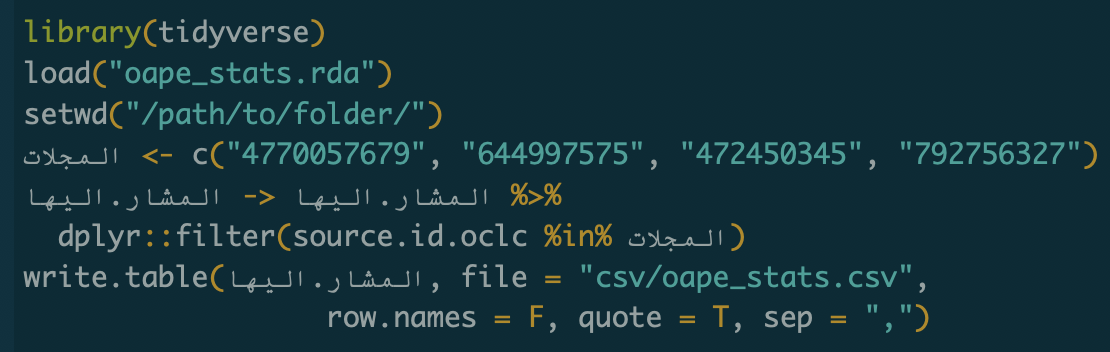 library(tidyverse)
load("oape_stats.rda")
setwd("/path/to/folder/")
المجلات <- c("4770057679", "644997575", "472450345", "792756327")
المشار.اليها <- المشار.اليها %>%
dplyr::filter(source.id.oclc %in% المجلات)
write.table(المشار.اليها, file = "csv/oape_stats.csv",
row.names = F, quote = T, sep = ",")